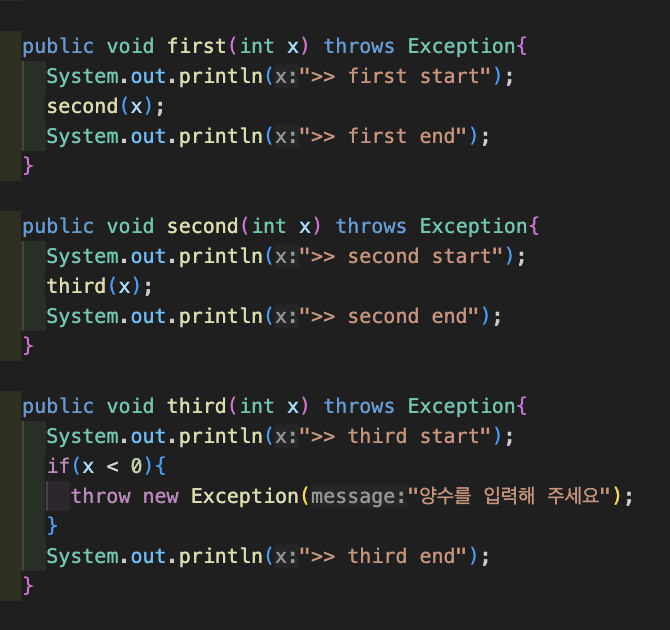 public void first(int x) throws Exception{
System.out.println(x:">> first start");
second(x);
System.out.println(x:">> first end");
}
public void second(int x) throws Exception{
System.out.println(x:">> second start");
third(x);
System.out.println(x:">> second end");
}
public void third(int x) throws Exception{
System.out.println(x:">> third start");
if(x < 0){
throw new Exception(message:"양수를 입력해 주세요");
}
System.out.println(x:">> third end");
}